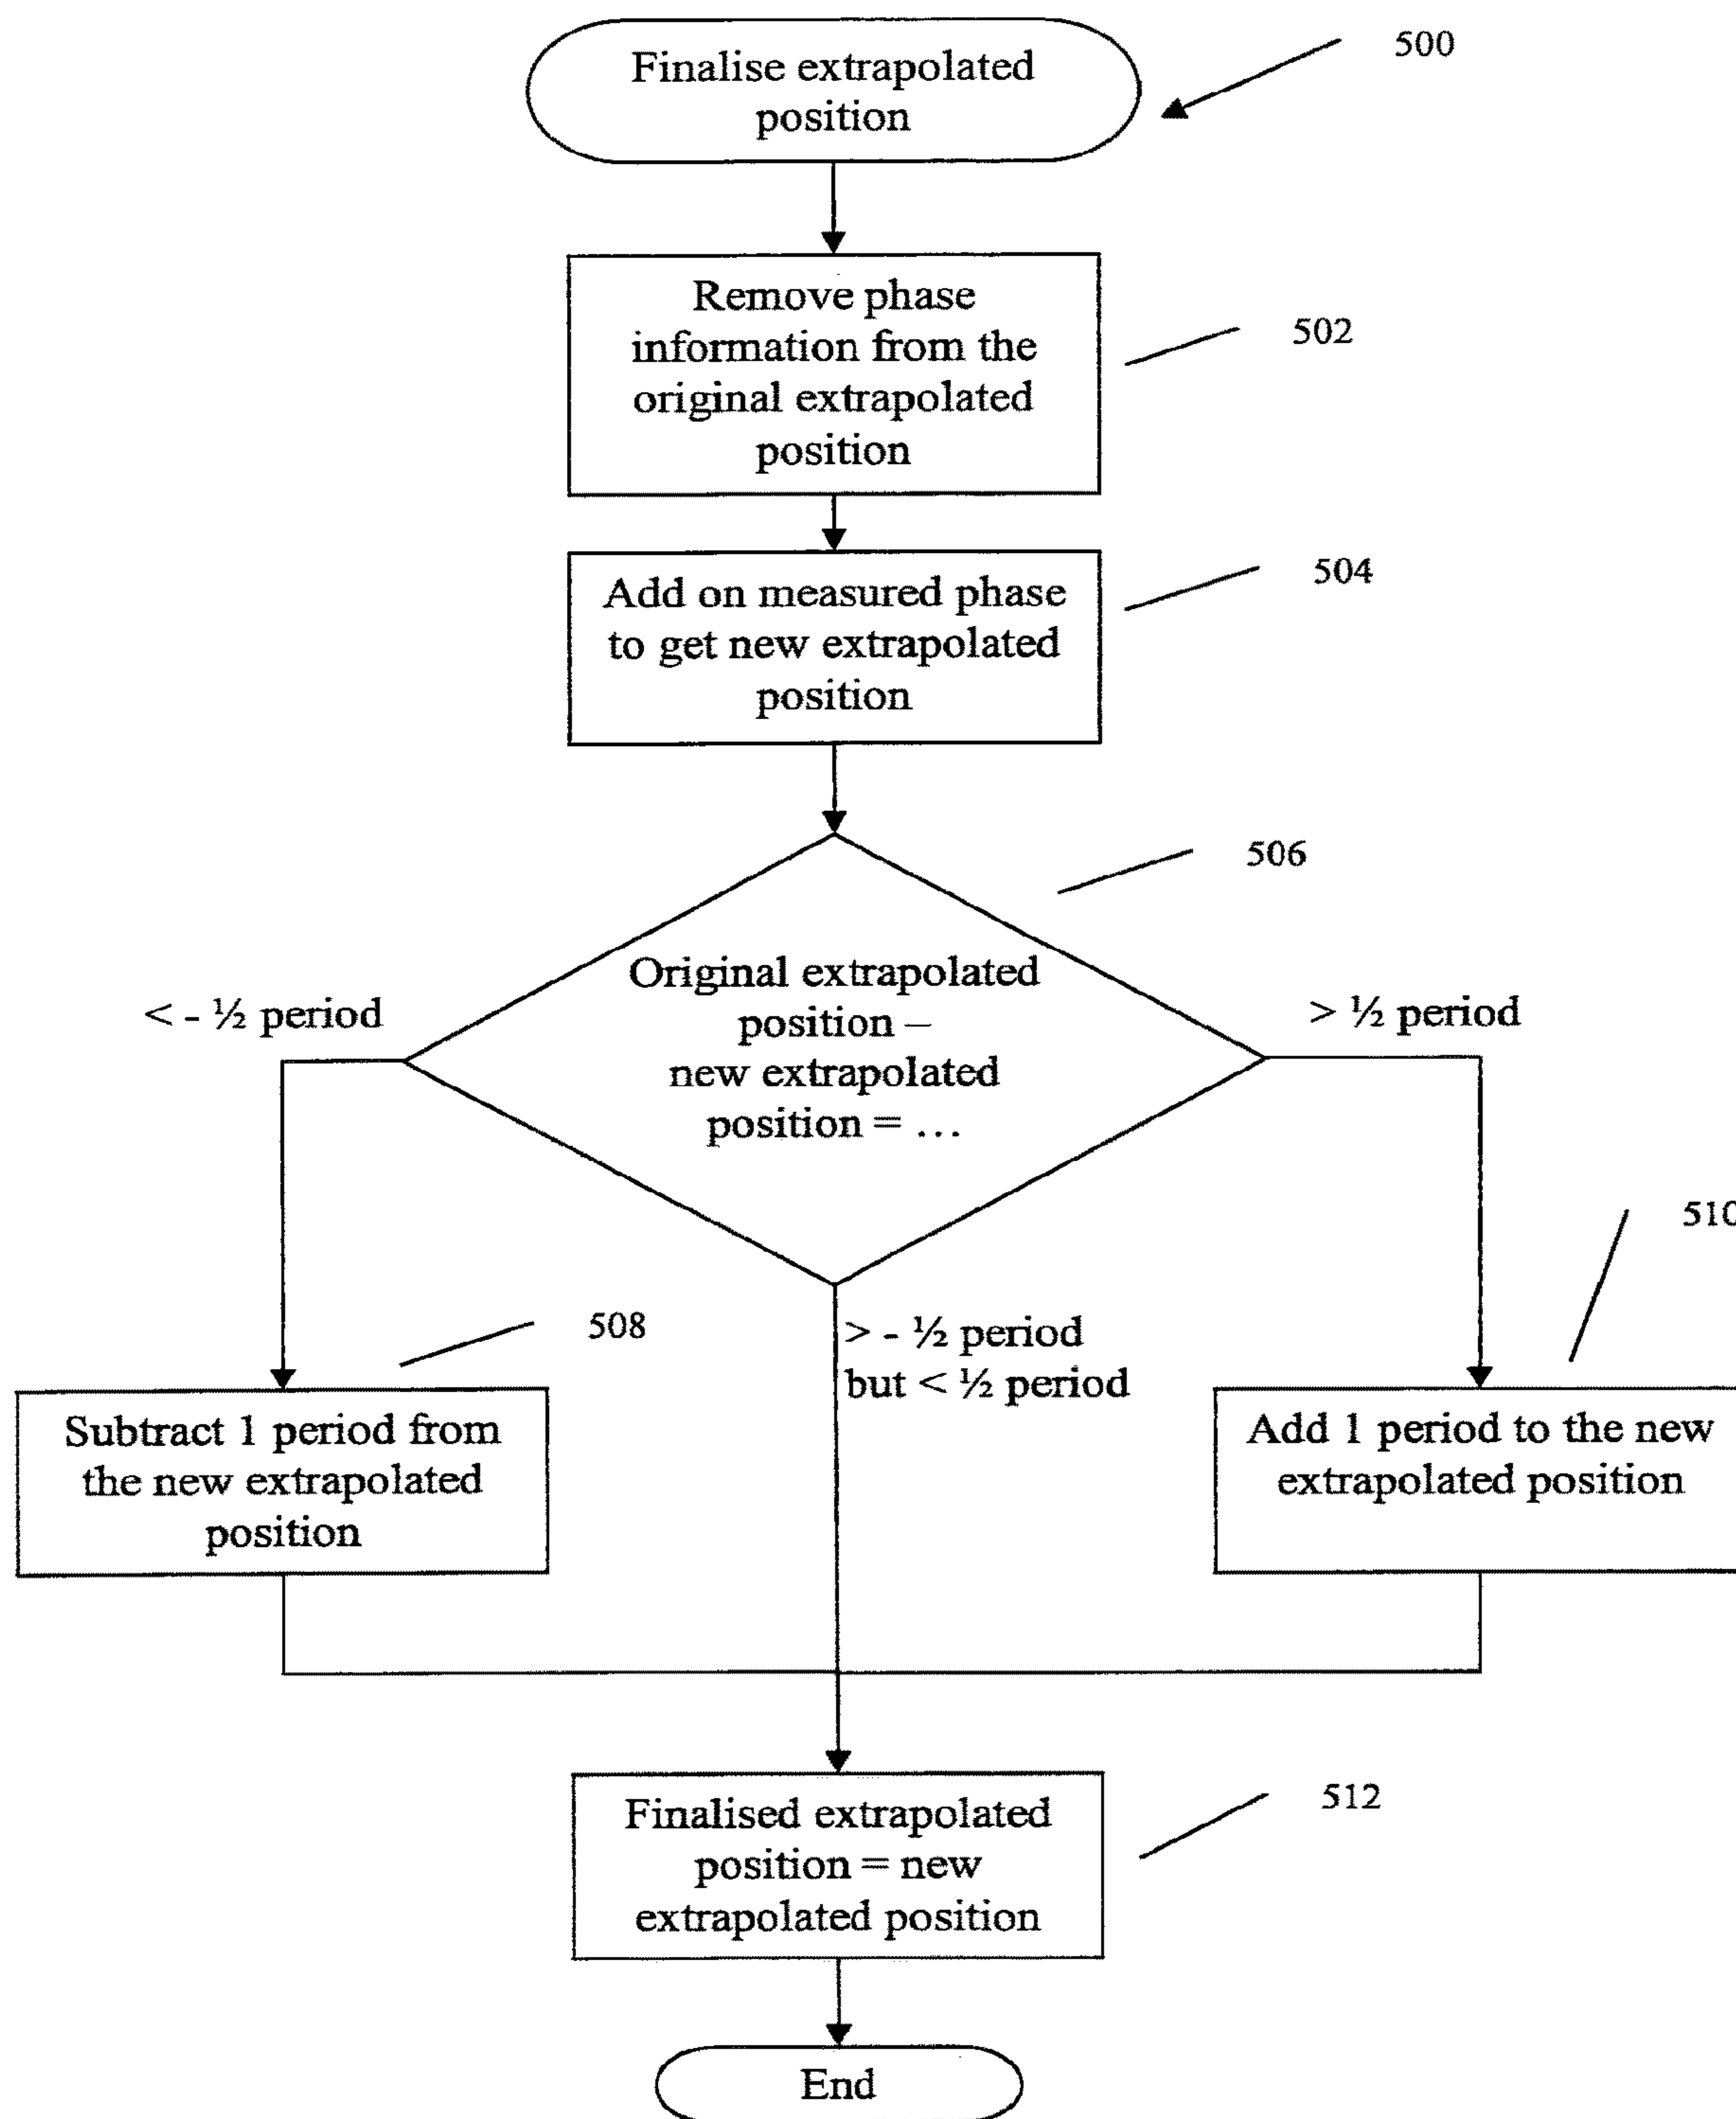 Finalise extrapolated
position
500
Remove phase
information from the
original extrapolated
position
502
Add on measured phase
to get new extrapolated
position
504
506
Original extrapolated
position –
new extrapolated
position = ...
< - ½ period
> ½ period
510
508
> - ½ period
but < ½ period
Subtract 1 period from
the new extrapolated
position
Add 1 period to the new
extrapolated position
Finalised extrapolated
position = new
extrapolated position
512
End